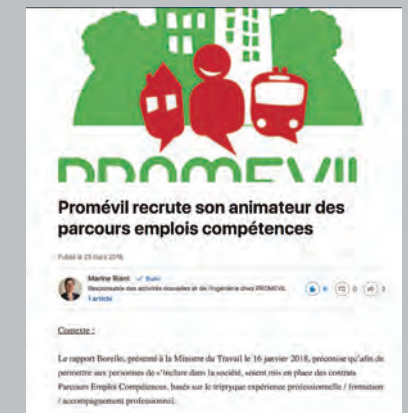 PROMEVIL
Promévil recrute son animateur des
parcours emplois compétences
Publié le 23 mars 2018
Marine Riant ✓ Suivi
Responsable des activités nouvelles et de l'ingénierie chez PROMEVIL
1 article
6 0 3
Contexte :
Le rapport Borello, présenté à la Ministre du Travail le 16 janvier 2018, préconise qu'afin de
permettre aux personnes de s'inclure dans la société, soient mis en place des contrats
Parcours Emploi Compétences, basés sur le triptyque expérience professionnelle / formation
/ accompagnement professionnel.